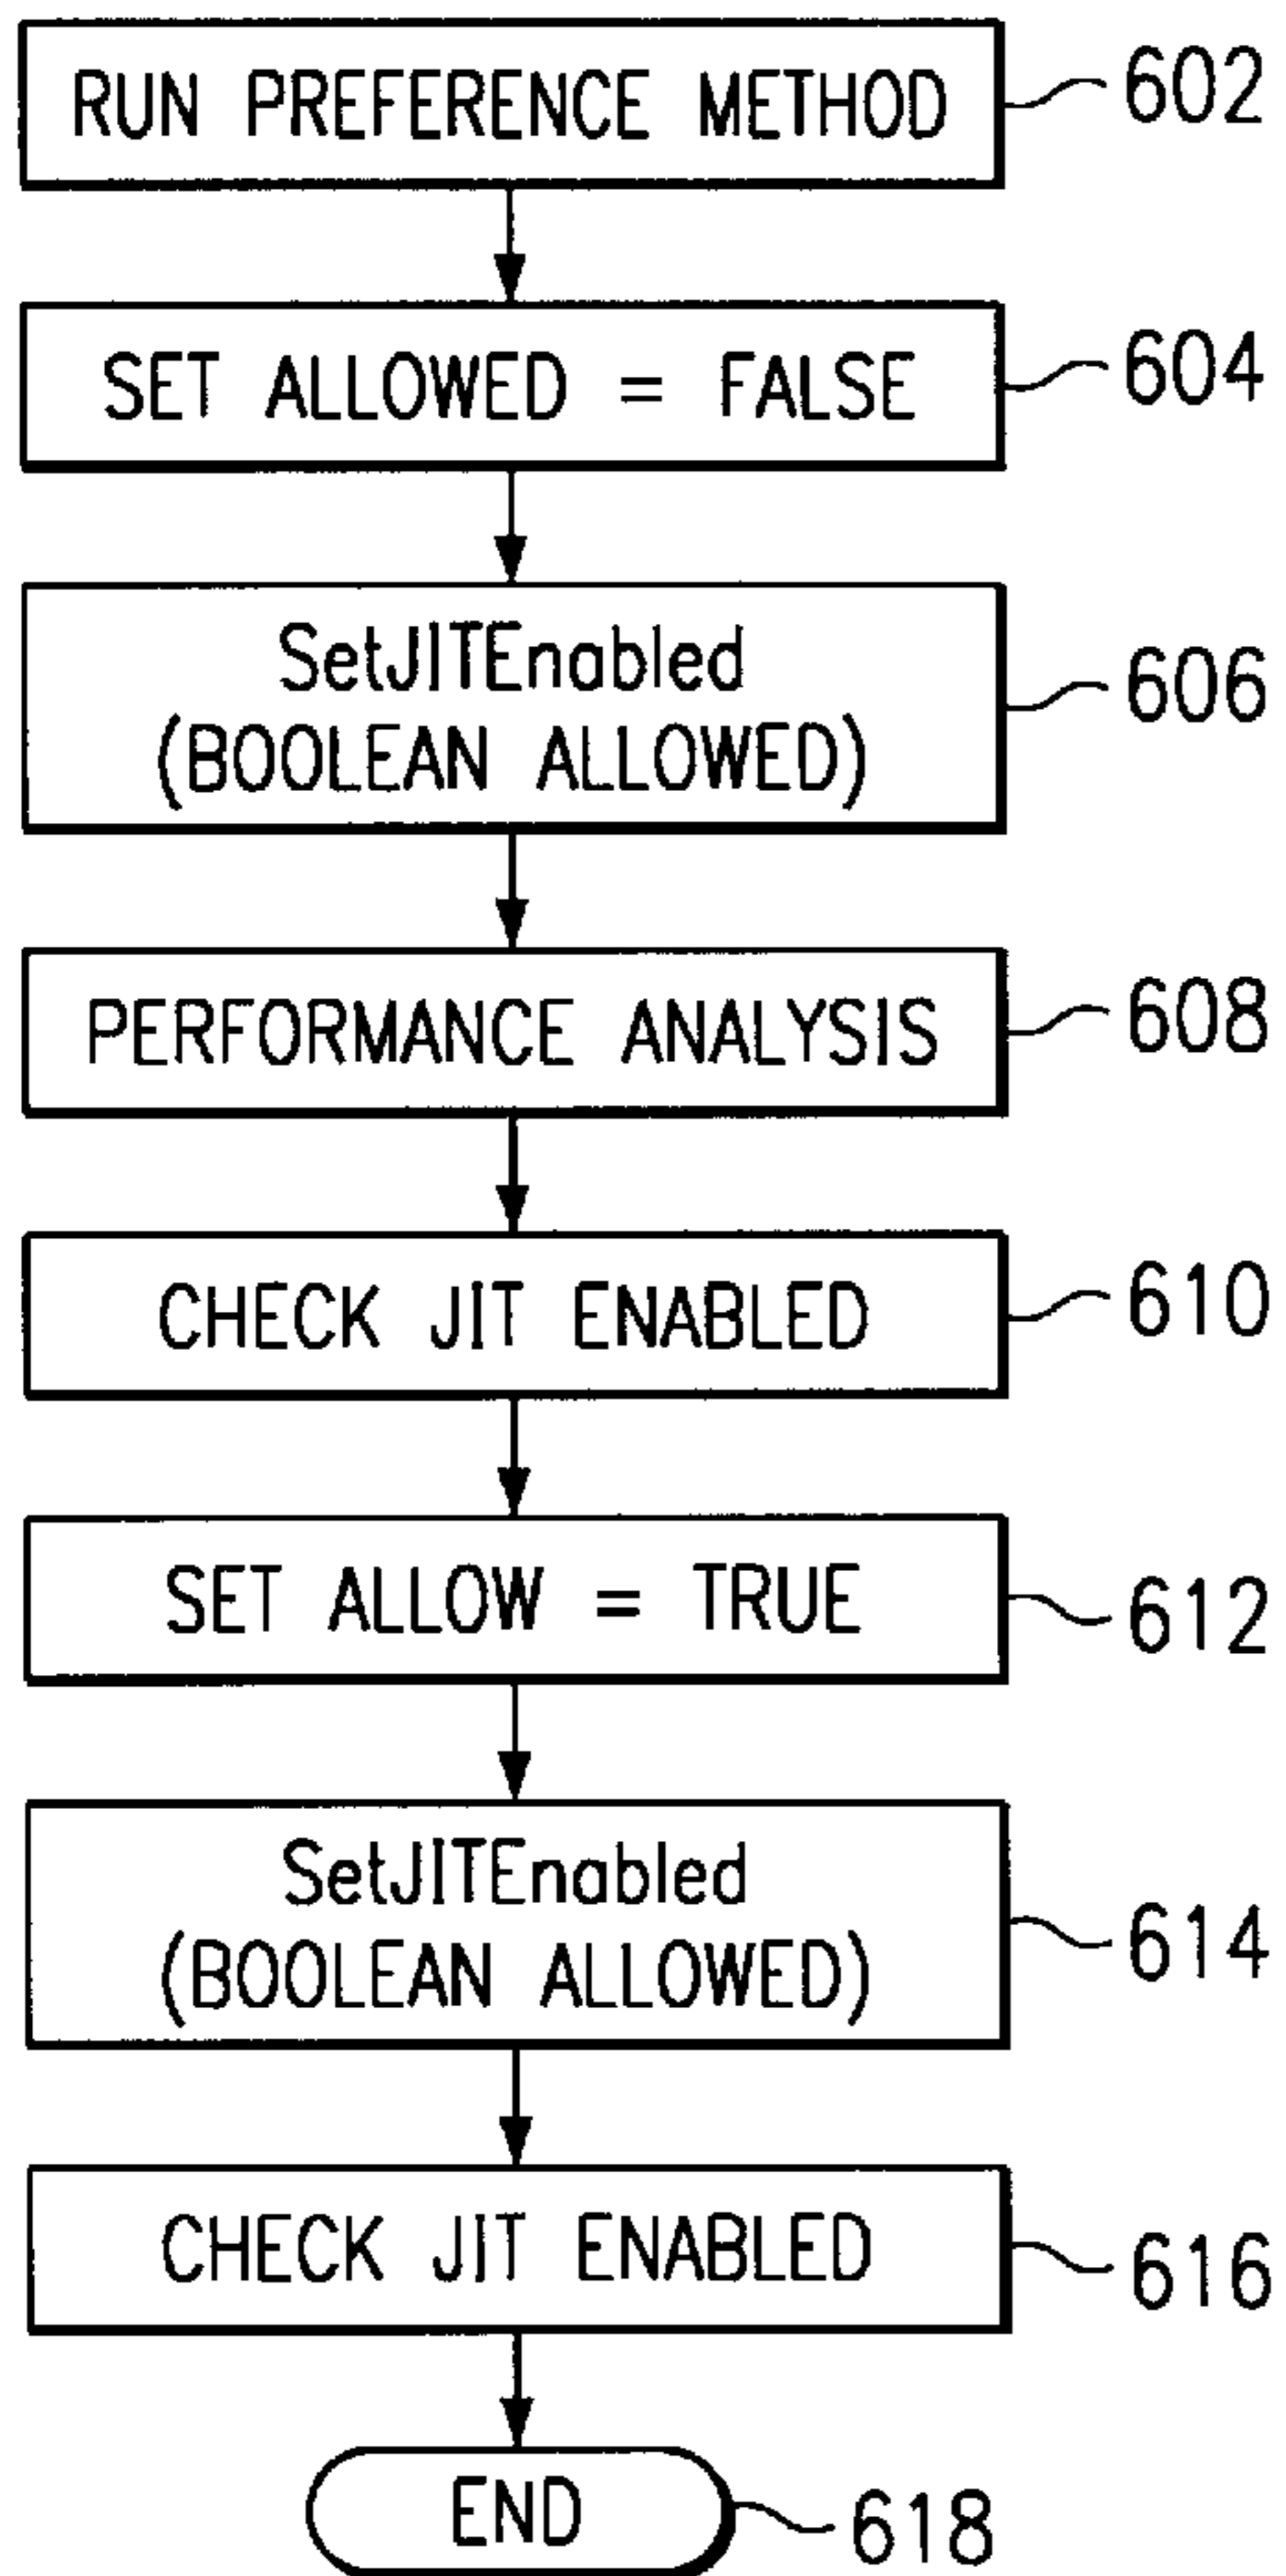 RUN PREFERENCE METHOD 602
SET ALLOWED = FALSE 604
SetJITEnabled
(BOOLEAN ALLOWED) 606
PERFORMANCE ANALYSIS 608
CHECK JIT ENABLED 610
SET ALLOW = TRUE 612
SetJITEnabled
(BOOLEAN ALLOWED) 614
CHECK JIT ENABLED 616
END 618